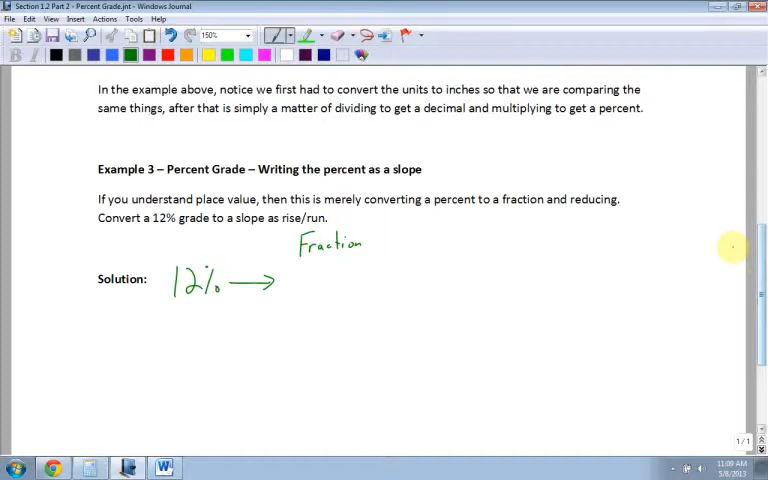 Section 1.2 Part 2 - Percent Grade.jnt - Windows Journal
File Edit View Insert Actions Tools Help
150%
B I
In the example above, notice we first had to convert the units to inches so that we are comparing the
same things, after that is simply a matter of dividing to get a decimal and multiplying to get a percent.
Example 3 – Percent Grade – Writing the percent as a slope
If you understand place value, then this is merely converting a percent to a fraction and reducing.
Convert a 12% grade to a slope as rise/run.
Fraction
Solution: 12% →
1 / 1
11:09 AM
5/8/2013